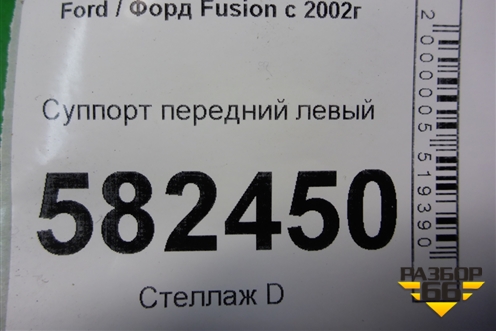 Ford / Форд Fusion с 2002г
Суппорт передний левый
582450
Стеллаж D
2000005519390
РАЗБОР
66